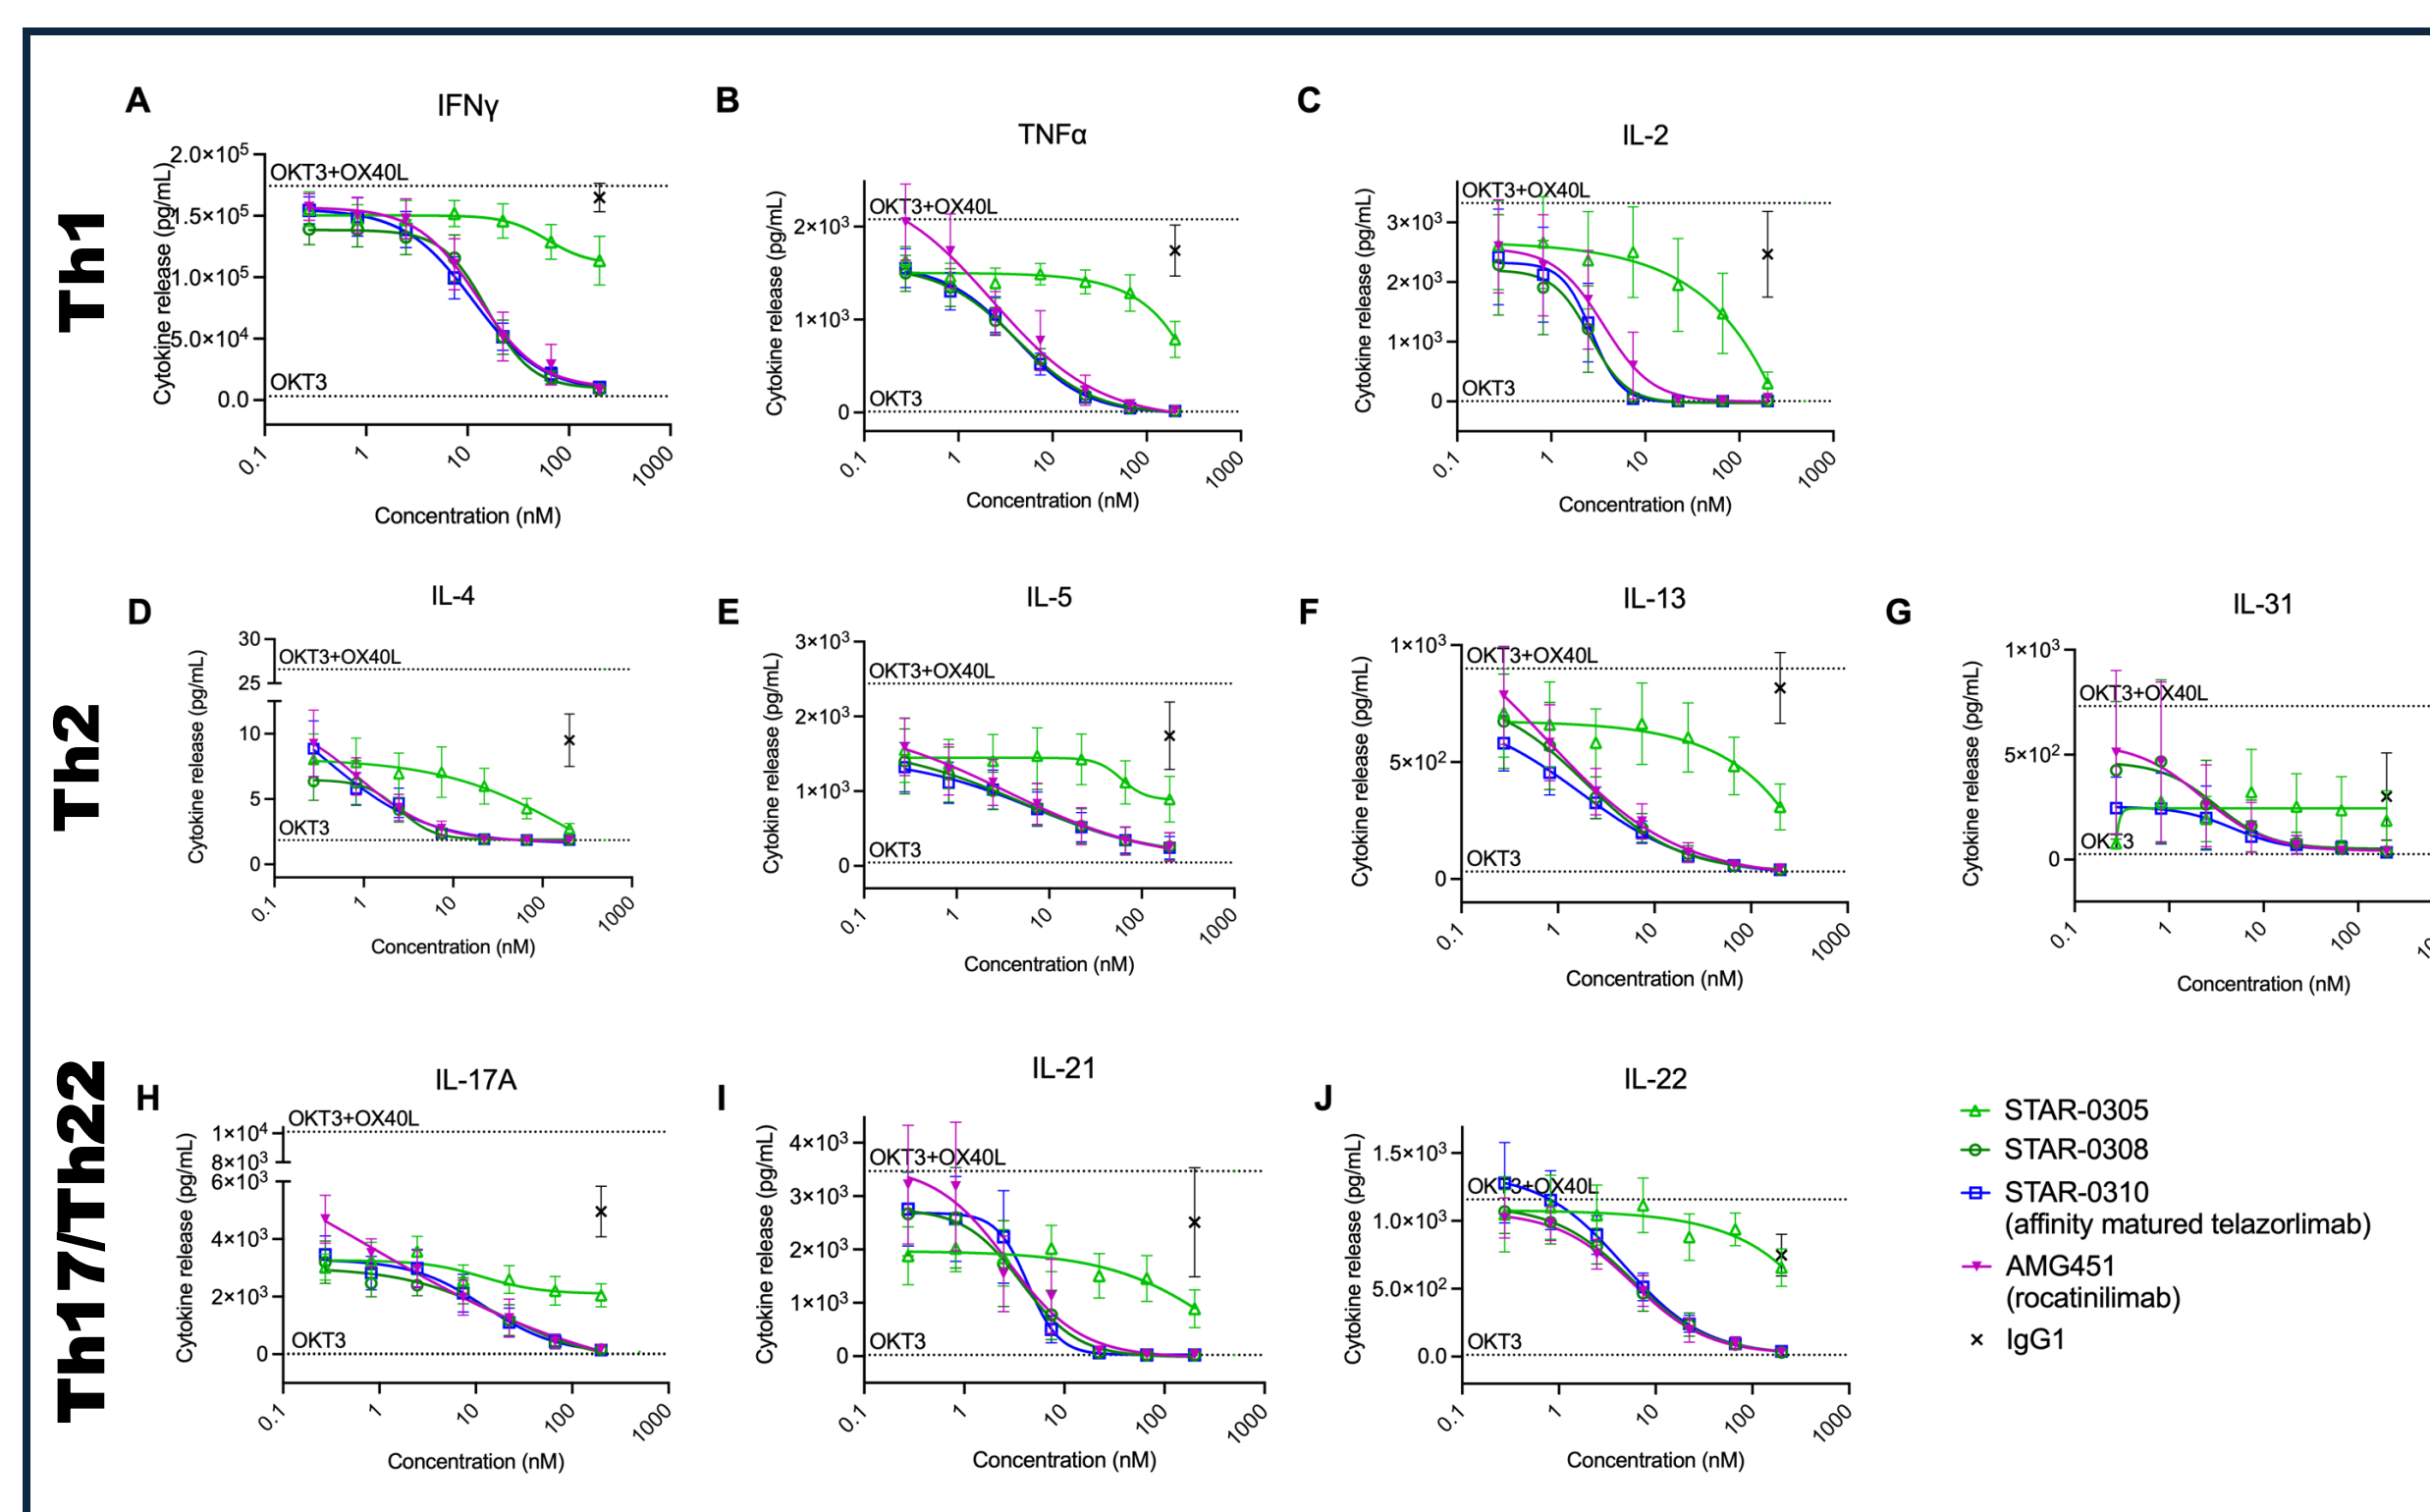 Th1
A
IFNγ
Cytokine release (pg/mL)
2.0×10⁵
1.5×10⁵
1.0×10⁵
5.0×10⁴
0.0
OKT3+OX40L
OKT3
0.1 1 10 100 1000
Concentration (nM)
B
TNFα
Cytokine release (pg/mL)
2×10³
1×10³
0
OKT3+OX40L
OKT3
0.1 1 10 100 1000
Concentration (nM)
C
IL-2
Cytokine release (pg/mL)
3×10³
2×10³
1×10³
0
OKT3+OX40L
OKT3
0.1 1 10 100 1000
Concentration (nM)
Th2
D
IL-4
Cytokine release (pg/mL)
30
25
10
5
0
OKT3+OX40L
OKT3
0.1 1 10 100 1000
Concentration (nM)
E
IL-5
Cytokine release (pg/mL)
3×10³
2×10³
1×10³
0
OKT3+OX40L
OKT3
0.1 1 10 100 1000
Concentration (nM)
F
IL-13
Cytokine release (pg/mL)
1×10³
5×10²
0
OKT3+OX40L
OKT3
0.1 1 10 100 1000
Concentration (nM)
G
IL-31
Cytokine release (pg/mL)
1×10³
5×10²
0
OKT3+OX40L
OKT3
0.1 1 10 100
Concentration (nM)
Th17/Th22
H
IL-17A
Cytokine release (pg/mL)
1×10⁴
8×10³
6×10³
4×10³
2×10³
0
OKT3+OX40L
OKT3
0.1 1 10 100 1000
Concentration (nM)
I
IL-21
Cytokine release (pg/mL)
4×10³
3×10³
2×10³
1×10³
0
OKT3+OX40L
OKT3
0.1 1 10 100 1000
Concentration (nM)
J
IL-22
Cytokine release (pg/mL)
1.5×10³
1.0×10³
5.0×10²
0.0
OKT3+OX40L
OKT3
0.1 1 10 100 1000
Concentration (nM)
STAR-0305
STAR-0308
STAR-0310
(affinity matured telazorlimab)
AMG451
(rocatinilimab)
IgG1